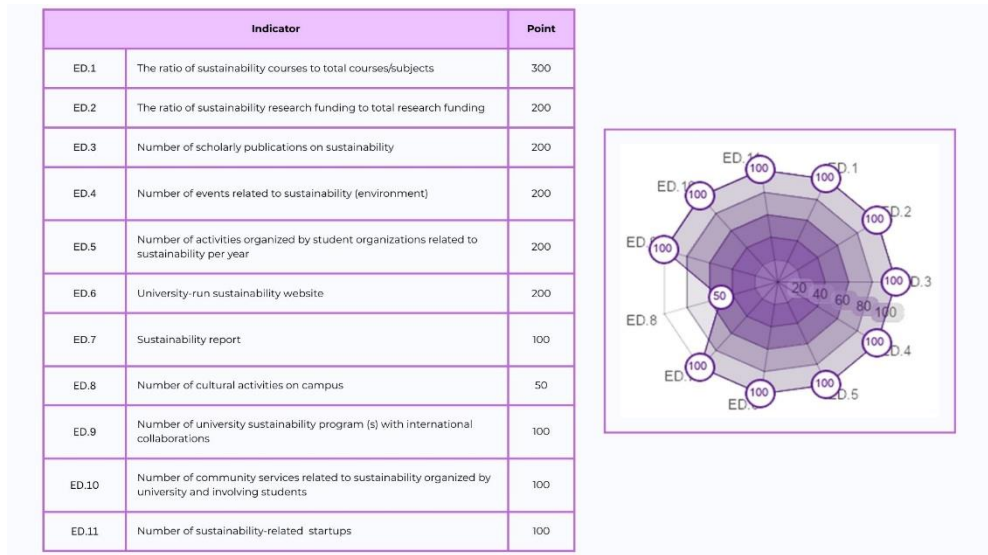 Indicator Point
ED.1 The ratio of sustainability courses to total courses/subjects 300
ED.2 The ratio of sustainability research funding to total research funding 200
ED.3 Number of scholarly publications on sustainability 200
ED.4 Number of events related to sustainability (environment) 200
ED.5 Number of activities organized by student organizations related to
sustainability per year 200
ED.6 University-run sustainability website 200
ED.7 Sustainability report 100
ED.8 Number of cultural activities on campus 50
ED.9 Number of university sustainability program (s) with international
collaborations 100
ED.10 Number of community services related to sustainability organized by
university and involving students 100
ED.11 Number of sustainability-related startups 100
100 100
100 100
100
50
100
100
100
100 100
20 40 60 80 100
ED.8